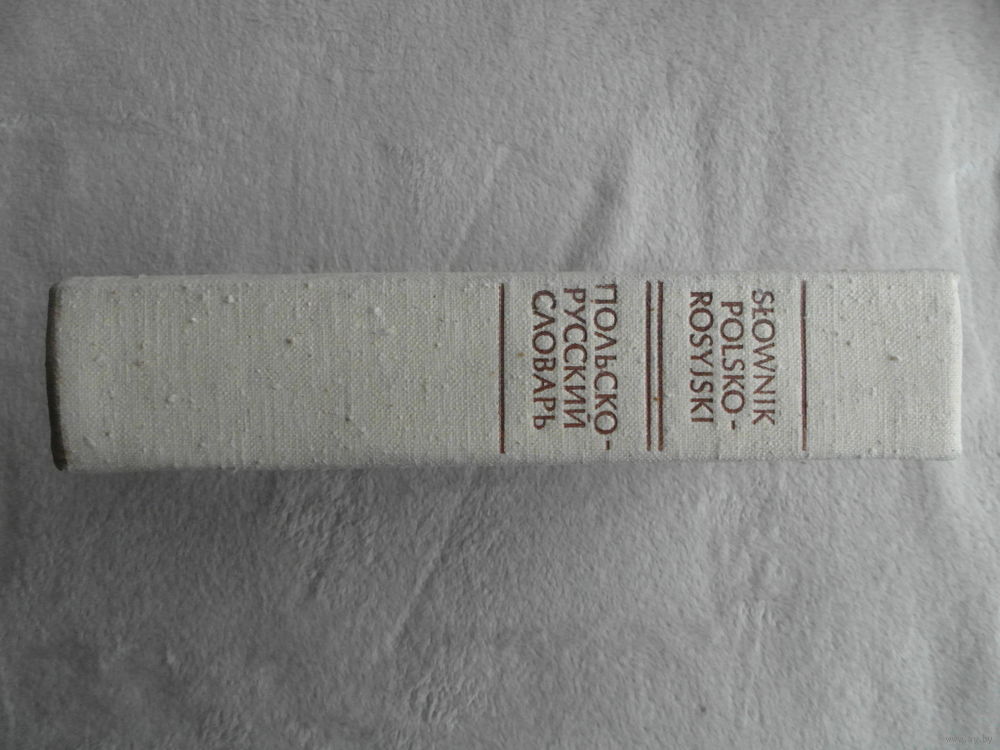 SŁOWNIK
POLSKO-
ROSYJSKI
ПОЛЬСКО-
РУССКИЙ
СЛОВАРЬ